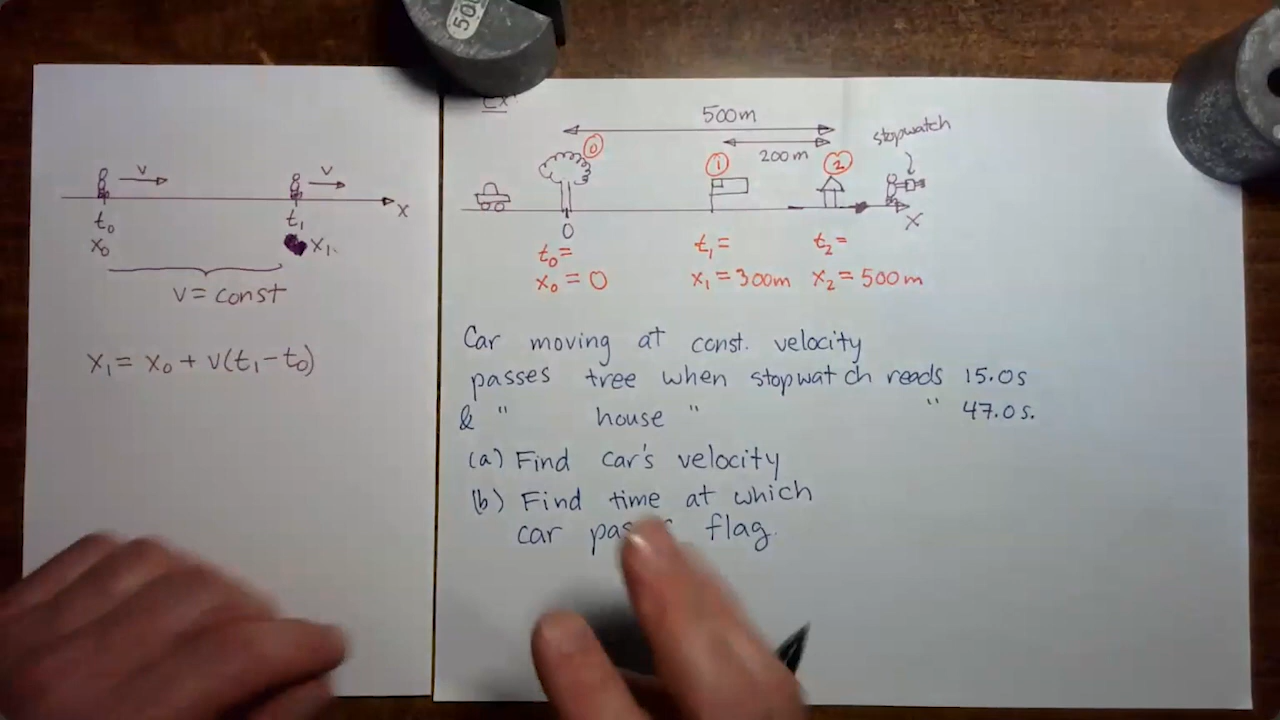 50
Ex:
500m
stopwatch
200m
0
1
2
v
v
x
t0
t1
x0
x1
v = const
x1 = x0 + v(t1 - t0)
0
x
t0 =
t1 =
t2 =
x0 = 0
x1 = 300m
x2 = 500m
Car moving at const. velocity
passes tree when stopwatch reads 15.0s
& " house " " 47.0s.
(a) Find car's velocity
(b) Find time at which
car flag.